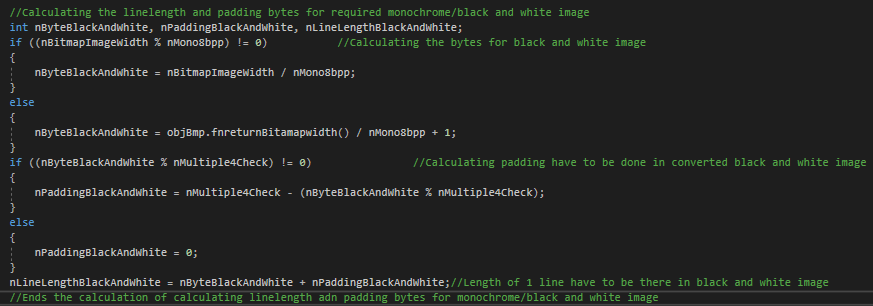 //Calculating the linelength and padding bytes for required monochrome/black and white image
int nByteBlackAndWhite, nPaddingBlackAndWhite, nLineLengthBlackAndWhite;
if ((nBitmapImageWidth % nMono8bpp) != 0)           //Calculating the bytes for black and white image
{
    nByteBlackAndWhite = nBitmapImageWidth / nMono8bpp;
}
else
{
    nByteBlackAndWhite = objBmp.fnreturnBitamapwidth() / nMono8bpp + 1;
}
if ((nByteBlackAndWhite % nMultiple4Check) != 0)                //Calculating padding have to be done in converted black and white image
{
    nPaddingBlackAndWhite = nMultiple4Check - (nByteBlackAndWhite % nMultiple4Check);
}
else
{
    nPaddingBlackAndWhite = 0;
}
nLineLengthBlackAndWhite = nByteBlackAndWhite + nPaddingBlackAndWhite;//Length of 1 line have to be there in black and white image
//Ends the calculation of calculating linelength adn padding bytes for monochrome/black and white image